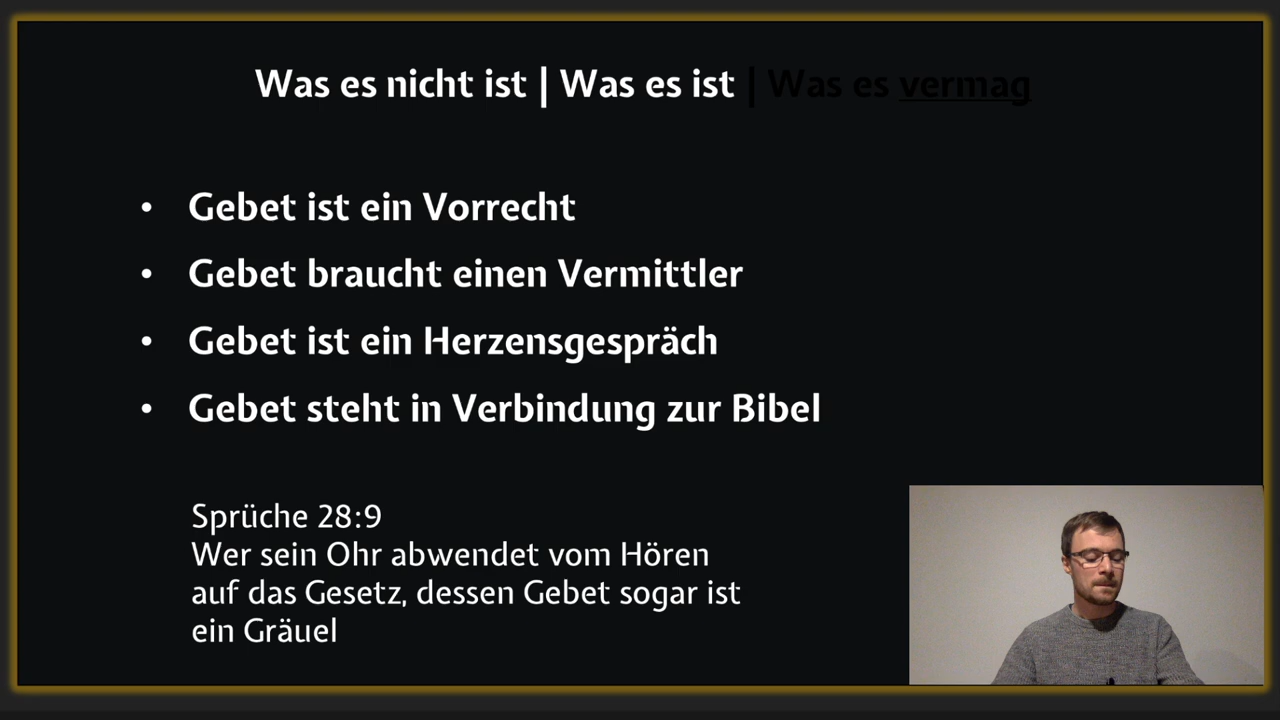 Was es nicht ist | Was es ist | Was es vermag
• Gebet ist ein Vorrecht
• Gebet braucht einen Vermittler
• Gebet ist ein Herzensgespräch
• Gebet steht in Verbindung zur Bibel
Sprüche 28:9
Wer sein Ohr abwendet vom Hören
auf das Gesetz, dessen Gebet sogar ist
ein Gräuel